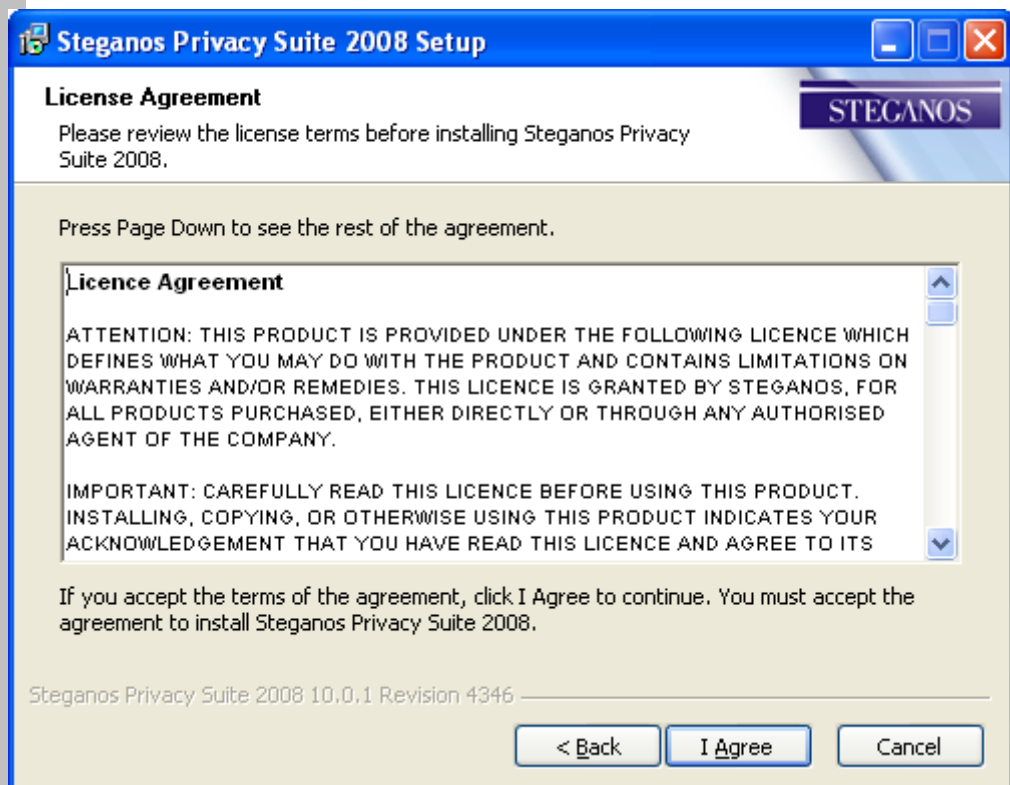 Steganos Privacy Suite 2008 Setup
License Agreement
Please review the license terms before installing Steganos Privacy
Suite 2008.
STEGANOS
Press Page Down to see the rest of the agreement.
Licence Agreement
ATTENTION: THIS PRODUCT IS PROVIDED UNDER THE FOLLOWING LICENCE WHICH
DEFINES WHAT YOU MAY DO WITH THE PRODUCT AND CONTAINS LIMITATIONS ON
WARRANTIES AND/OR REMEDIES. THIS LICENCE IS GRANTED BY STEGANOS, FOR
ALL PRODUCTS PURCHASED, EITHER DIRECTLY OR THROUGH ANY AUTHORISED
AGENT OF THE COMPANY.
IMPORTANT: CAREFULLY READ THIS LICENCE BEFORE USING THIS PRODUCT.
INSTALLING, COPYING, OR OTHERWISE USING THIS PRODUCT INDICATES YOUR
ACKNOWLEDGEMENT THAT YOU HAVE READ THIS LICENCE AND AGREE TO ITS
If you accept the terms of the agreement, click I Agree to continue. You must accept the
agreement to install Steganos Privacy Suite 2008.
Steganos Privacy Suite 2008 10.0.1 Revision 4346
< Back
I Agree
Cancel